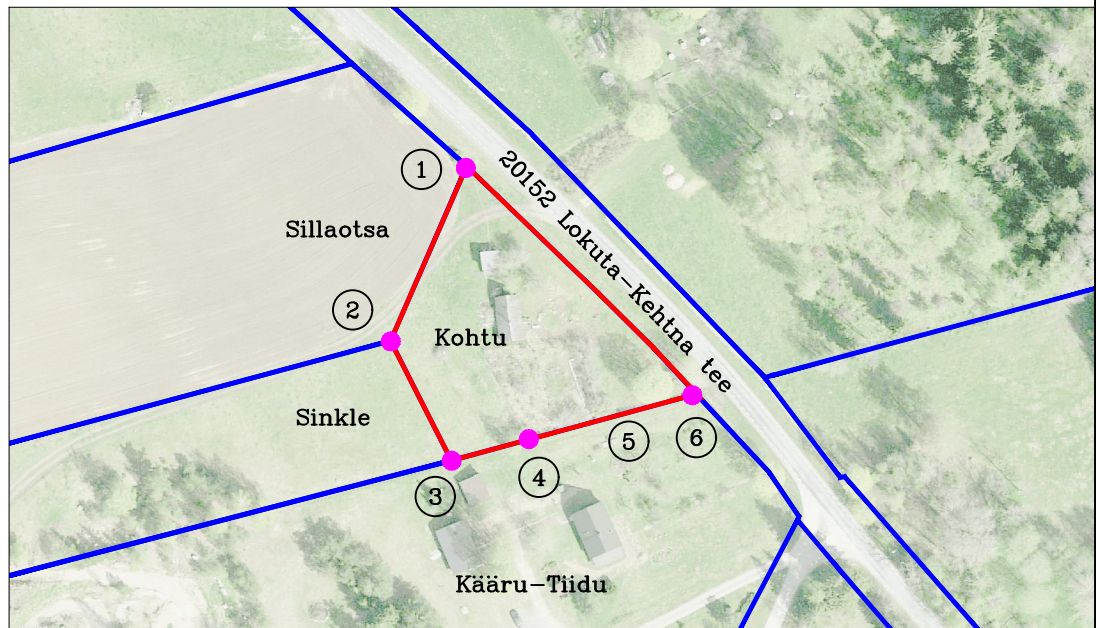 1
20152 Lokuta-Kehtna tee
Sillaotsa
2
Kohtu
Sinkle
5
6
4
3
Kääru-Tiidu